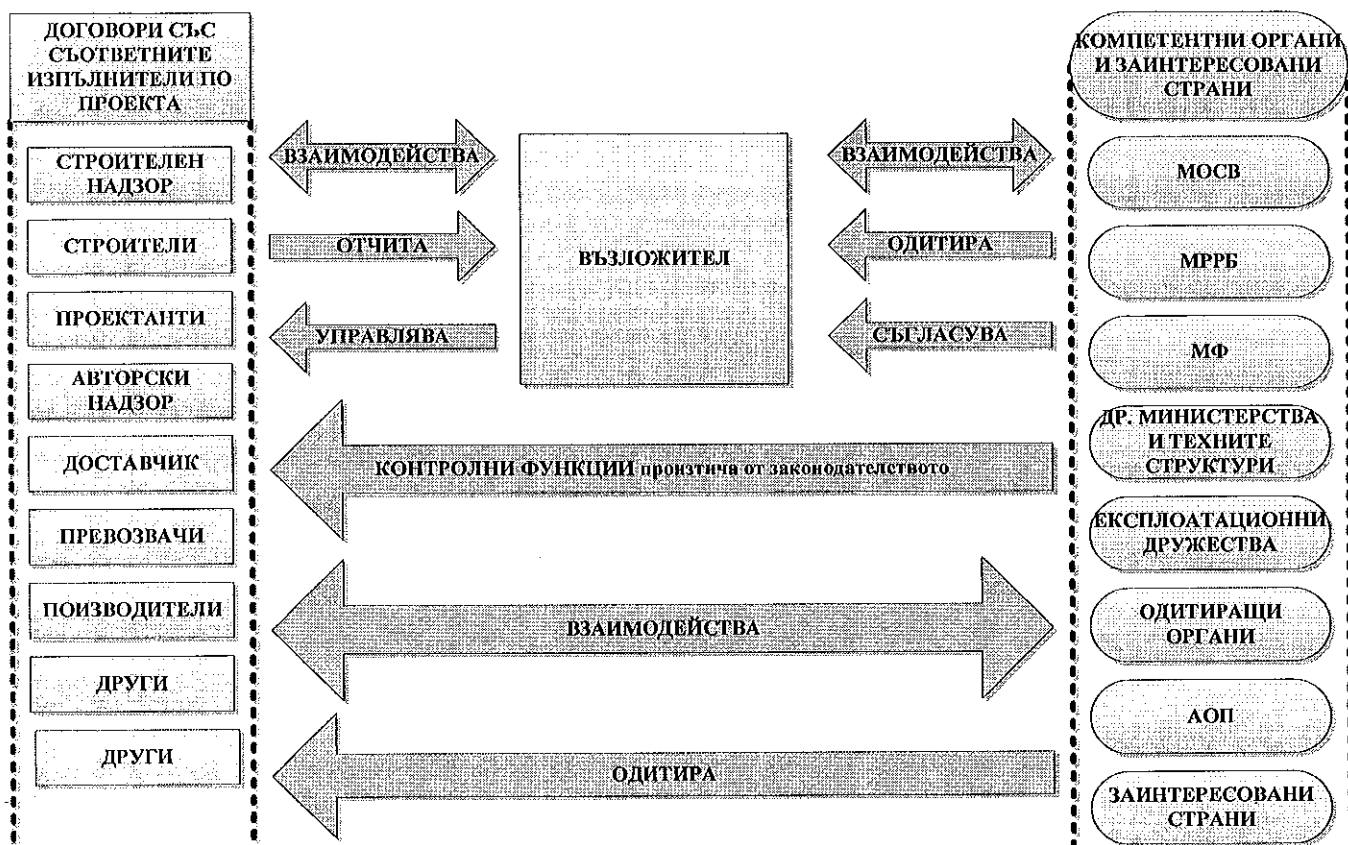 ДОГОВОРИ СЪС
СЪОТВЕТНИТЕ
ИЗПЪЛНИТЕЛИ ПО
ПРОЕКТА
СТРОИТЕЛЕН
НАДЗОР
СТРОИТЕЛИ
ПРОЕКТАНТИ
АВТОРСКИ
НАДЗОР
ДОСТАВЧИК
ПРЕВОЗВАЧИ
ПОИЗВОДИТЕЛИ
ДРУГИ
ДРУГИ
ВЗАИМОДЕЙСТВА
ОТЧИТА
УПРАВЛЯВА
ВЪЗЛОЖИТЕЛ
ВЗАИМОДЕЙСТВА
ОДИТИРА
СЪГЛАСУВА
КОНТРОЛНИ ФУНКЦИИ произтича от законодателството
ВЗАИМОДЕЙСТВА
ОДИТИРА
КОМПЕТЕНТНИ ОРГАНИ
И ЗАИНТЕРЕСОВАНИ
СТРАНИ
МОСВ
МРРБ
МФ
ДР. МИНИСТЕРСТВА
И ТЕХНИТЕ
СТРУКТУРИ
ЕКСПЛОАТАЦИОННИ
ДРУЖЕСТВА
ОДИТИРАЩИ
ОРГАНИ
АОП
ЗАИНТЕРЕСОВАНИ
СТРАНИ